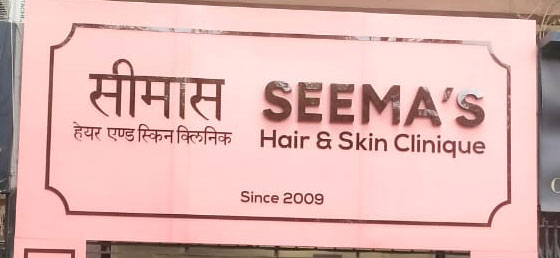 सीमास
हेयर एण्ड स्किन क्लिनिक
SEEMA'S
Hair & Skin Clinique
Since 2009